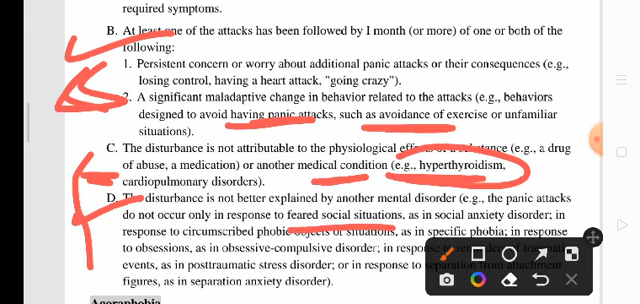 required symptoms.
B. At least one of the attacks has been followed by 1 month (or more) of one or both of the
following:
1. Persistent concern or worry about additional panic attacks or their consequences (e.g.,
losing control, having a heart attack, "going crazy").
2. A significant maladaptive change in behavior related to the attacks (e.g., behaviors
designed to avoid having panic attacks, such as avoidance of exercise or unfamiliar
situations).
C. The disturbance is not attributable to the physiological effects of a substance (e.g., a drug
of abuse, a medication) or another medical condition (e.g., hyperthyroidism,
cardiopulmonary disorders).
D. The disturbance is not better explained by another mental disorder (e.g., the panic attacks
do not occur only in response to feared social situations, as in social anxiety disorder; in
response to circumscribed phobic objects or situations, as in specific phobia; in response
to obsessions, as in obsessive-compulsive disorder; in response to reminders of traumatic
events, as in posttraumatic stress disorder; or in response to separation from attachment
figures, as in separation anxiety disorder).
Agoraphobia